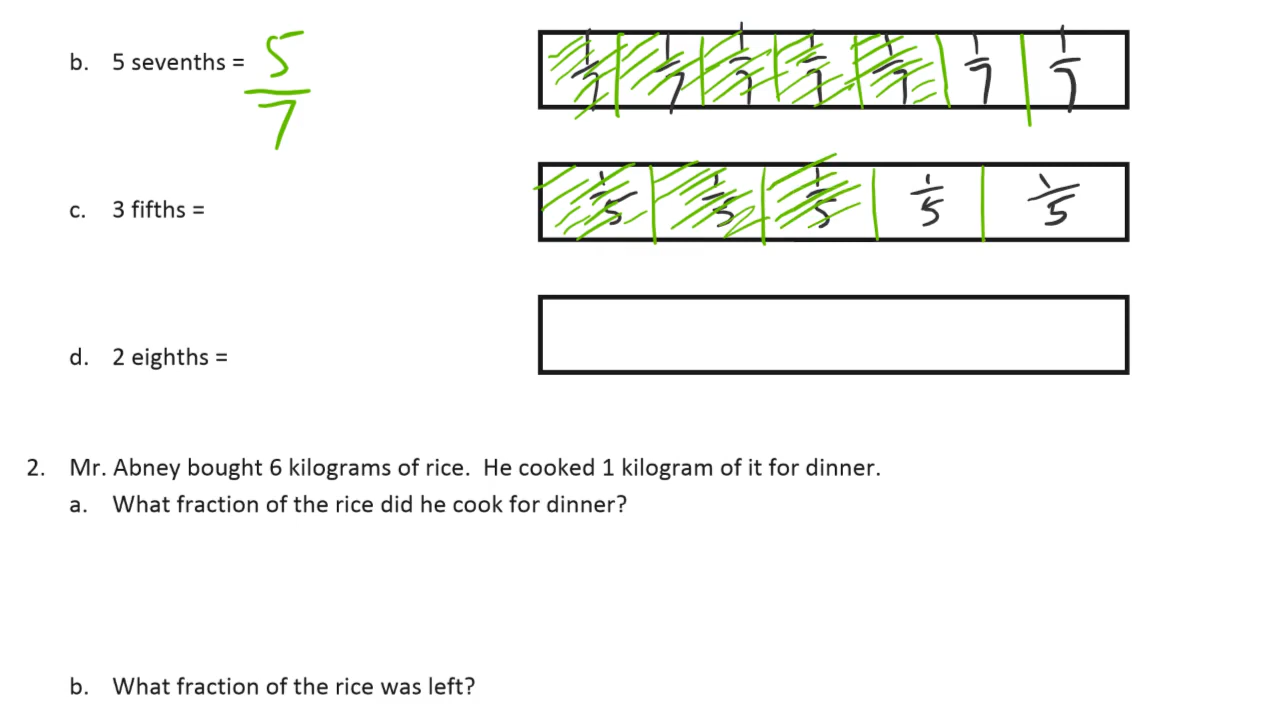 b. 5 sevenths = 5/7
1/7 1/7 1/7 1/7 1/7 1/7 1/7
c. 3 fifths =
1/5 1/5 1/5 1/5 1/5
d. 2 eighths =
2. Mr. Abney bought 6 kilograms of rice. He cooked 1 kilogram of it for dinner.
a. What fraction of the rice did he cook for dinner?
b. What fraction of the rice was left?